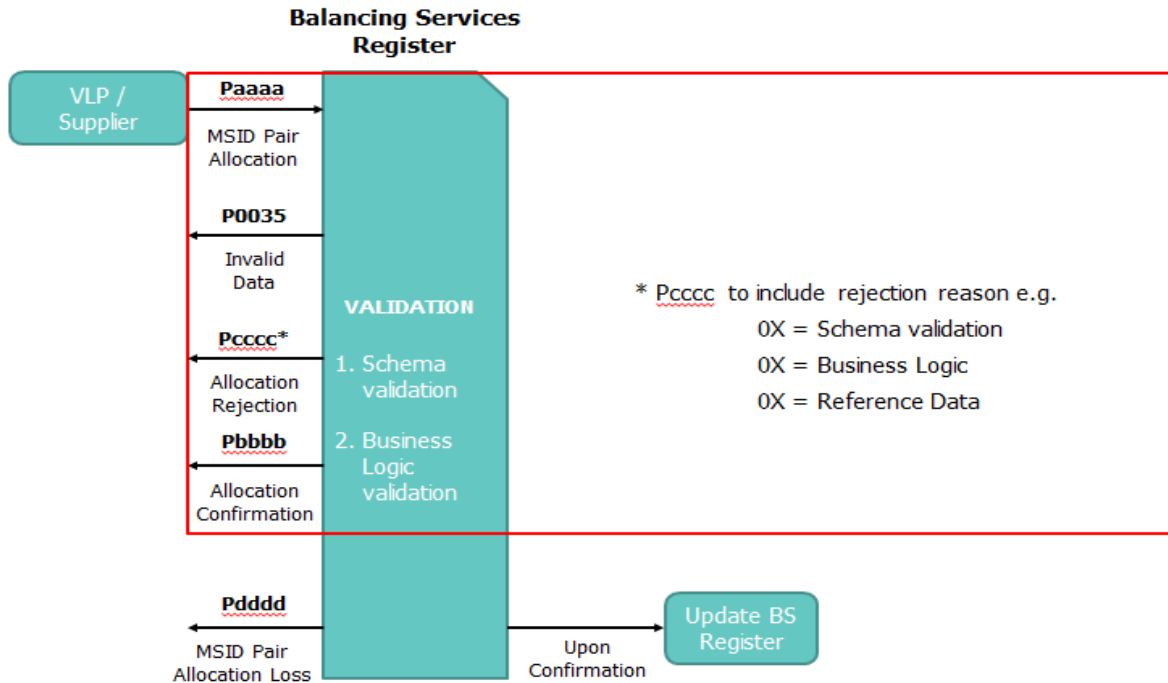 Balancing Services
Register
VLP /
Supplier
Paaaa
MSID Pair
Allocation
P0035
Invalid
Data
Pcccc*
Allocation
Rejection
Pbbbb
Allocation
Confirmation
VALIDATION
1. Schema
validation
2. Business
Logic
validation
* Pcccc to include rejection reason e.g.
0X = Schema validation
0X = Business Logic
0X = Reference Data
Pdddd
MSID Pair
Allocation Loss
Upon
Confirmation
Update BS
Register